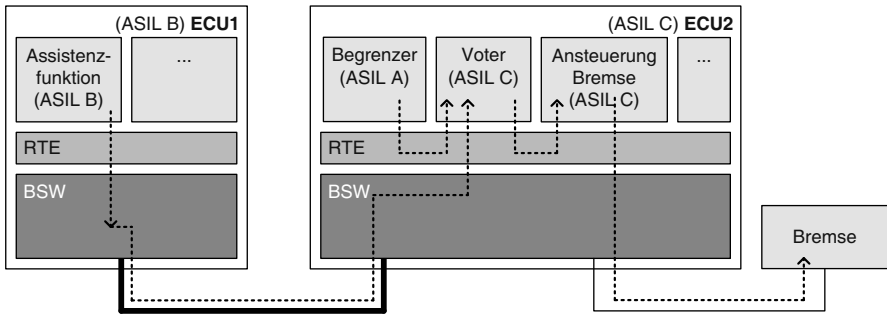 (ASIL B) ECU1
Assistenz-
funktion
(ASIL B)
...
RTE
BSW
(ASIL C) ECU2
Begrenzer
(ASIL A)
Voter
(ASIL C)
Ansteuerung
Bremse
(ASIL C)
...
RTE
BSW
Bremse